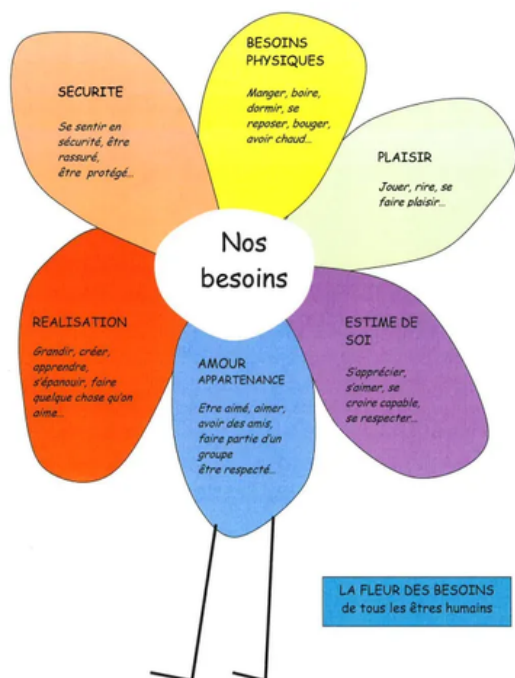 BESOINS
PHYSIQUES
Manger, boire,
dormir, se
reposer, bouger,
avoir chaud...
SECURITE
Se sentir en
sécurité, être
rassuré,
être protégé...
PLAISIR
Jouer, rire, se
faire plaisir...
Nos
besoins
REALISATION
Grandir, créer,
apprendre,
s'épanouir, faire
quelque chose qu'on
aime...
AMOUR
APPARTENANCE
Etre aimé, aimer,
avoir des amis,
faire partie d'un
groupe
être respecté...
ESTIME DE
SOI
S'apprécier,
s'aimer, se
croire capable,
se respecter...
LA FLEUR DES BESOINS
de tous les êtres humains